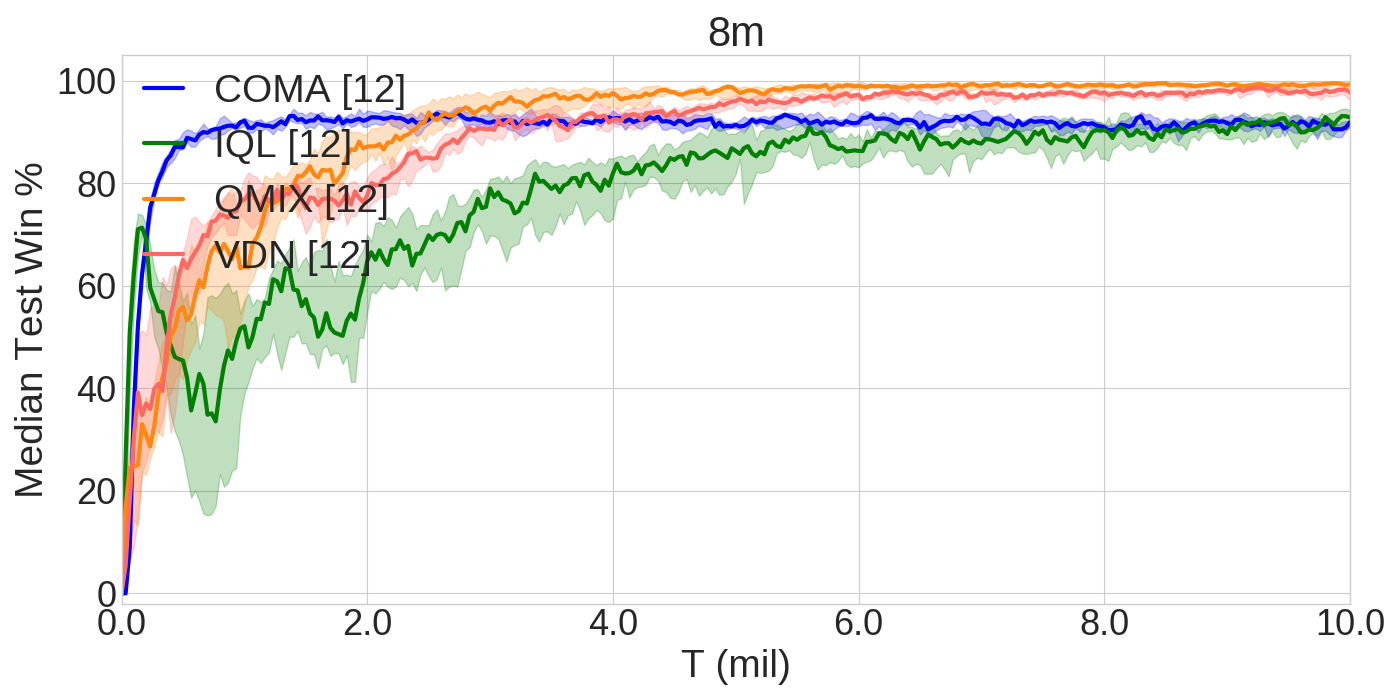 8m
100
80
60
40
20
0
Median Test Win %
COMA [12]
IQL [12]
QMIX [12]
VDN [12]
0.0 2.0 4.0 6.0 8.0 10.0
T (mil)